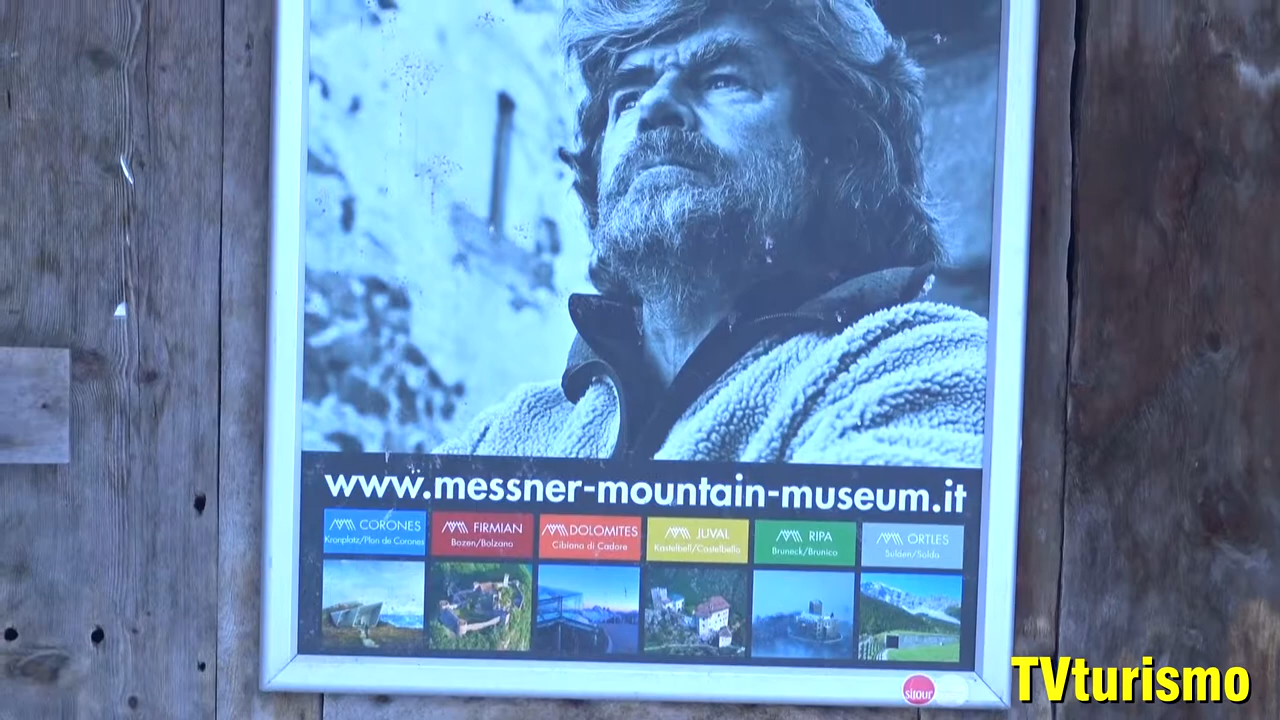 www.messner-mountain-museum.it
CORONES
Kronplatz/Plan de Corones
FIRMIAN
Bozen/Bolzano
DOLOMITES
Cibiana di Cadore
JUVAL
Kastelbell/Castelbello
RIPA
Bruneck/Brunico
ORTLES
Sulden/Solda
sitour
TVturismo